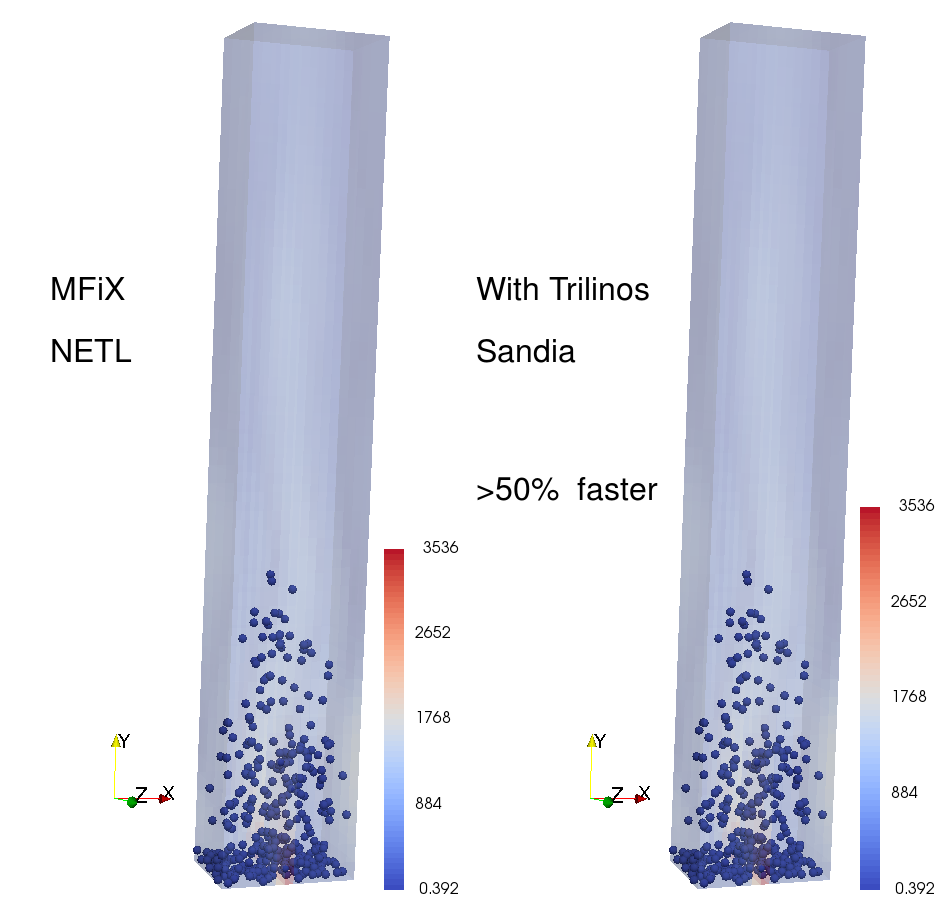 MFiX
NETL
3536
2652
1768
884
0.392
Y
Z
X
With Trilinos
Sandia
>50% faster
3536
2652
1768
884
0.392
Y
Z
X